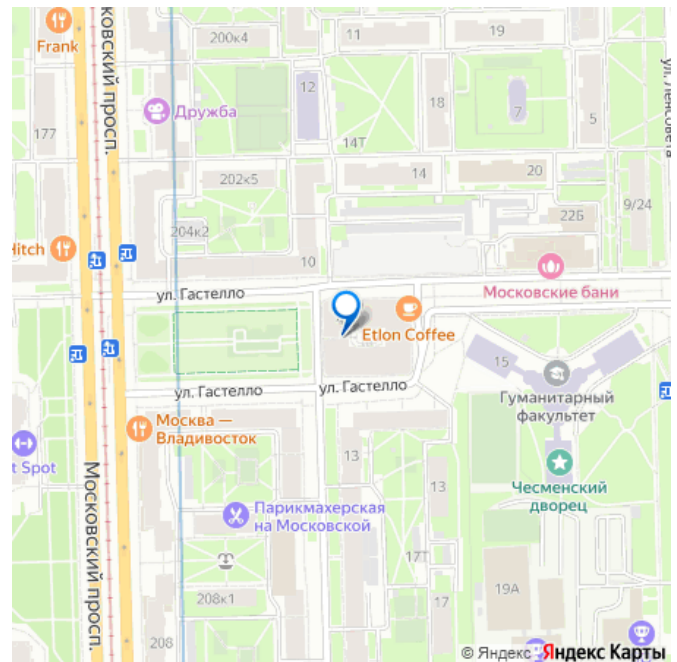 Frank
Московский просп.
200к4
11
19
ул. Ленсовета
12
18
7
5
Дружба
177
14Т
14
20
202к5
9/24
22Б
204к2
Hitch
10
ул. Гастелло
Московские бани
Etlon Coffee
15
ул. Гастелло
ул. Гастелло
Гуманитарный
факультет
Москва —
Владивосток
t Spot
13
13
Чесменский
дворец
Московский просп.
Парикмахерская
на Московской
17Т
19А
17
208к1
208
© Яндекс
Яндекс Карты